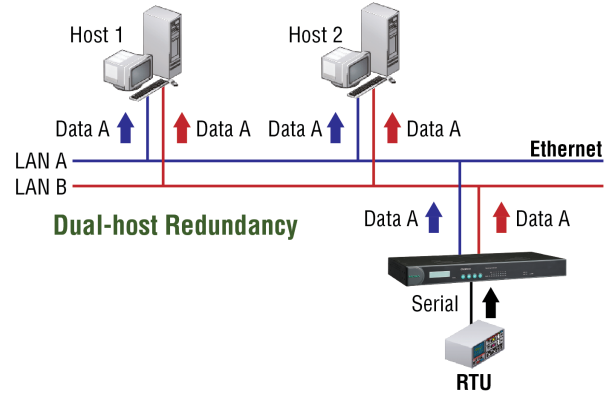 Host 1
Host 2
Data A
Data A
Data A
Data A
Ethernet
LAN A
LAN B
Dual-host Redundancy
Data A
Data A
Serial
RTU